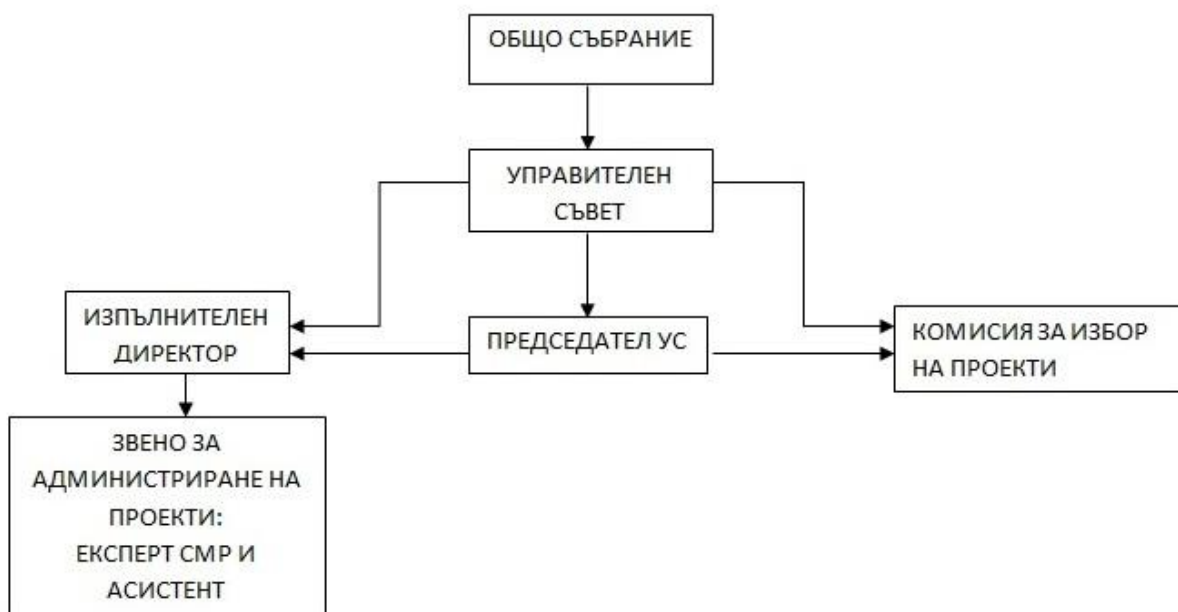 ОБЩО СЪБРАНИЕ
УПРАВИТЕЛЕН
СЪВЕТ
ИЗПЪЛНИТЕЛЕН
ДИРЕКТОР
ПРЕДСЕДАТЕЛ УС
КОМИСИЯ ЗА ИЗБОР
НА ПРОЕКТИ
ЗВЕНО ЗА
АДМИНИСТРИРАНЕ НА
ПРОЕКТИ:
ЕКСПЕРТ СМР И
АСИСТЕНТ